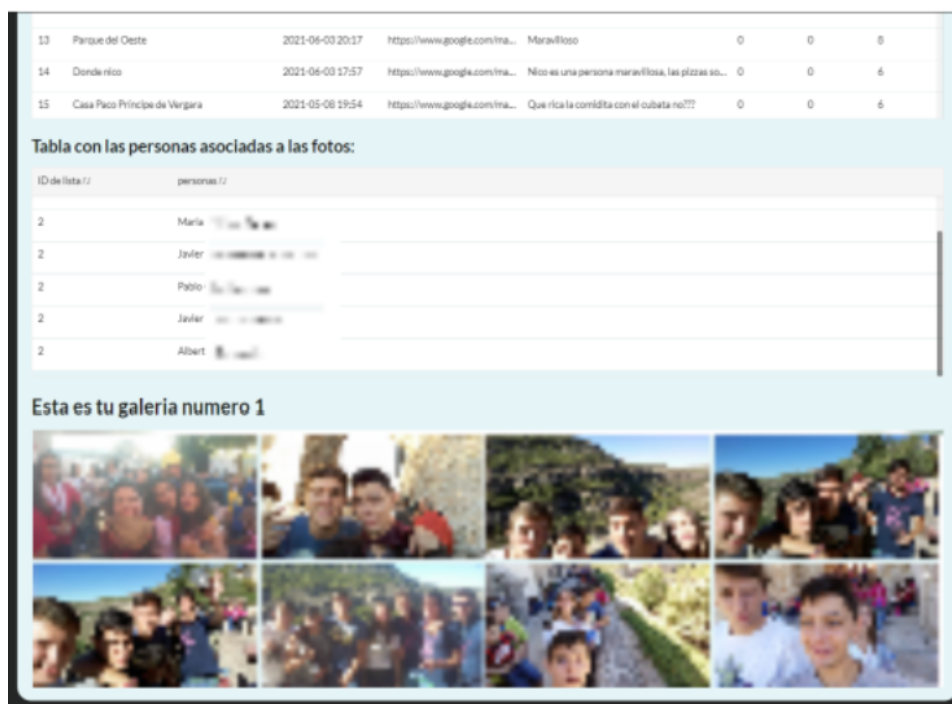 13 Parque del Oeste 2021-06-03 20:17 https://www.google.com/ma... Maravilloso 0 0 8
14 Donde nico 2021-06-03 17:57 https://www.google.com/ma... Nico es una persona maravillosa, las pizzas so... 0 0 6
15 Casa Paco Príncipe de Vergara 2021-05-08 19:54 https://www.google.com/ma... Que rica la comidita con el cubata no??? 0 0 6
Tabla con las personas asociadas a las fotos:
ID de lista personas
2 María
2 Javier
2 Pablo
2 Javier
2 Albert
Esta es tu galeria numero 1